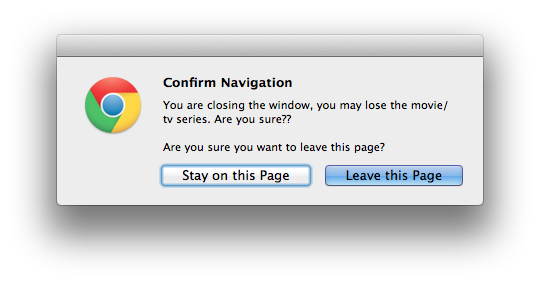 Confirm Navigation
You are closing the window, you may lose the movie/
tv series. Are you sure??
Are you sure you want to leave this page?
Stay on this Page
Leave this Page